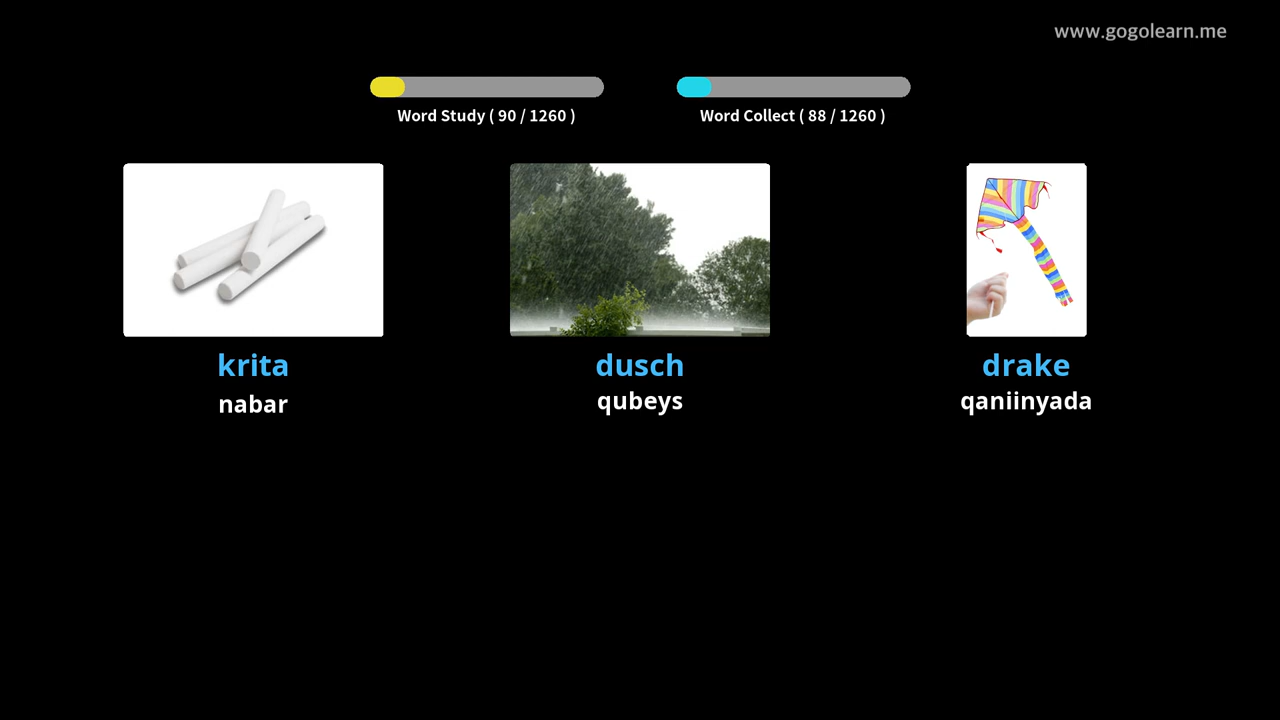 www.gogolearn.me
Word Study ( 90 / 1260 )
Word Collect ( 88 / 1260 )
krita
nabar
dusch
qubeys
drake
qaniinyada